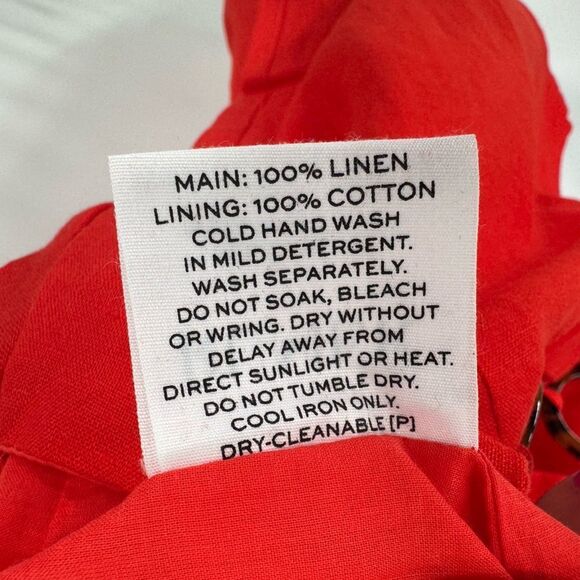 MAIN: 100% LINEN
LINING: 100% COTTON
COLD HAND WASH
IN MILD DETERGENT.
WASH SEPARATELY.
DO NOT SOAK, BLEACH
OR WRING. DRY WITHOUT
DELAY AWAY FROM
DIRECT SUNLIGHT OR HEAT.
DO NOT TUMBLE DRY.
COOL IRON ONLY.
DRY-CLEANABLE [P]